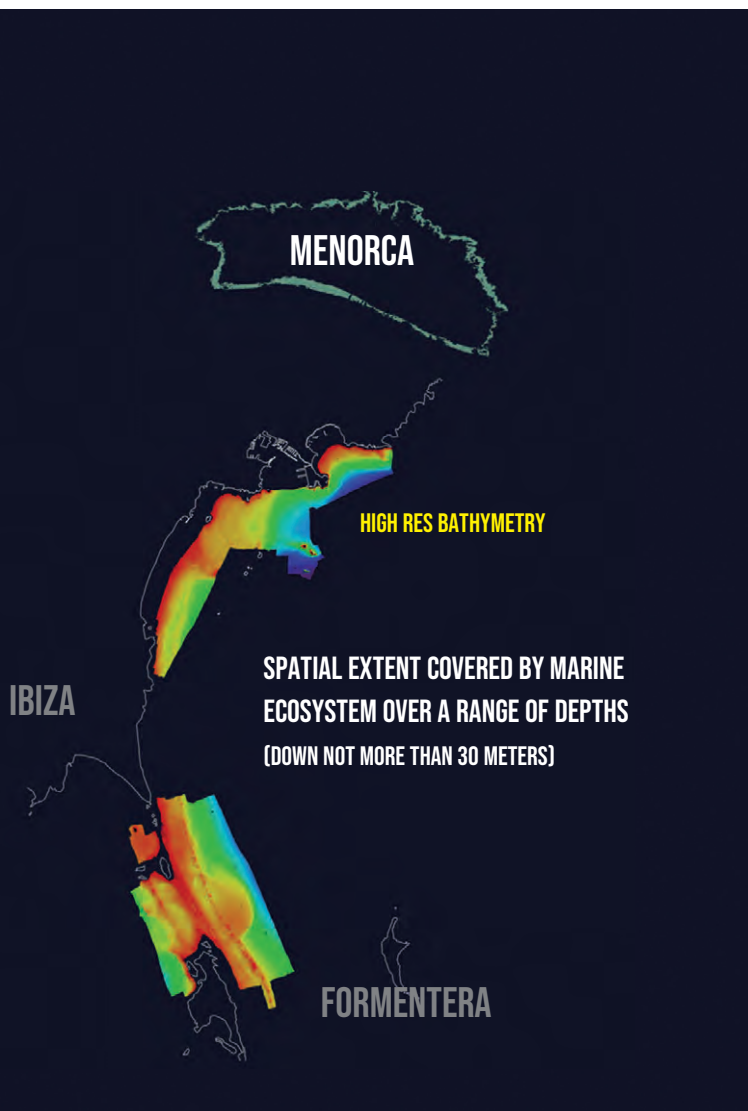 MENORCA
HIGH RES BATHYMETRY
SPATIAL EXTENT COVERED BY MARINE
ECOSYSTEM OVER A RANGE OF DEPTHS
(DOWN NOT MORE THAN 30 METERS)
IBIZA
FORMENTERA